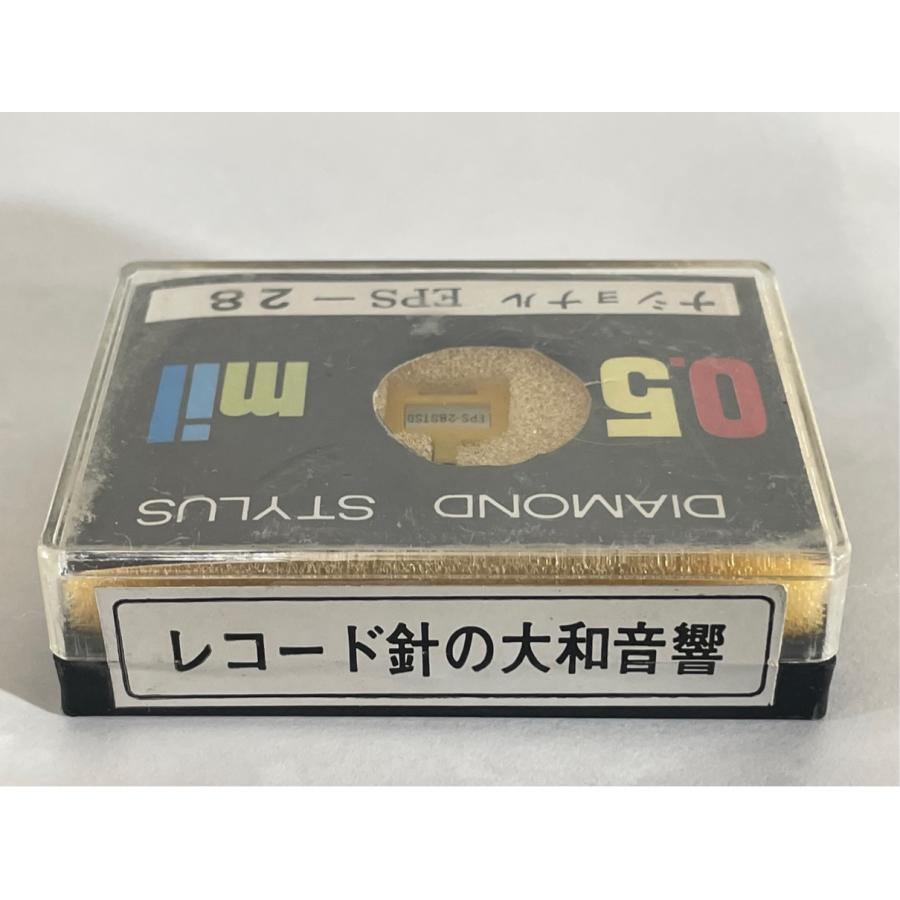 ナショナル EPS－28
0.5 mil
EPS-28STSD
DIAMOND STYLUS
レコード針の大和音響